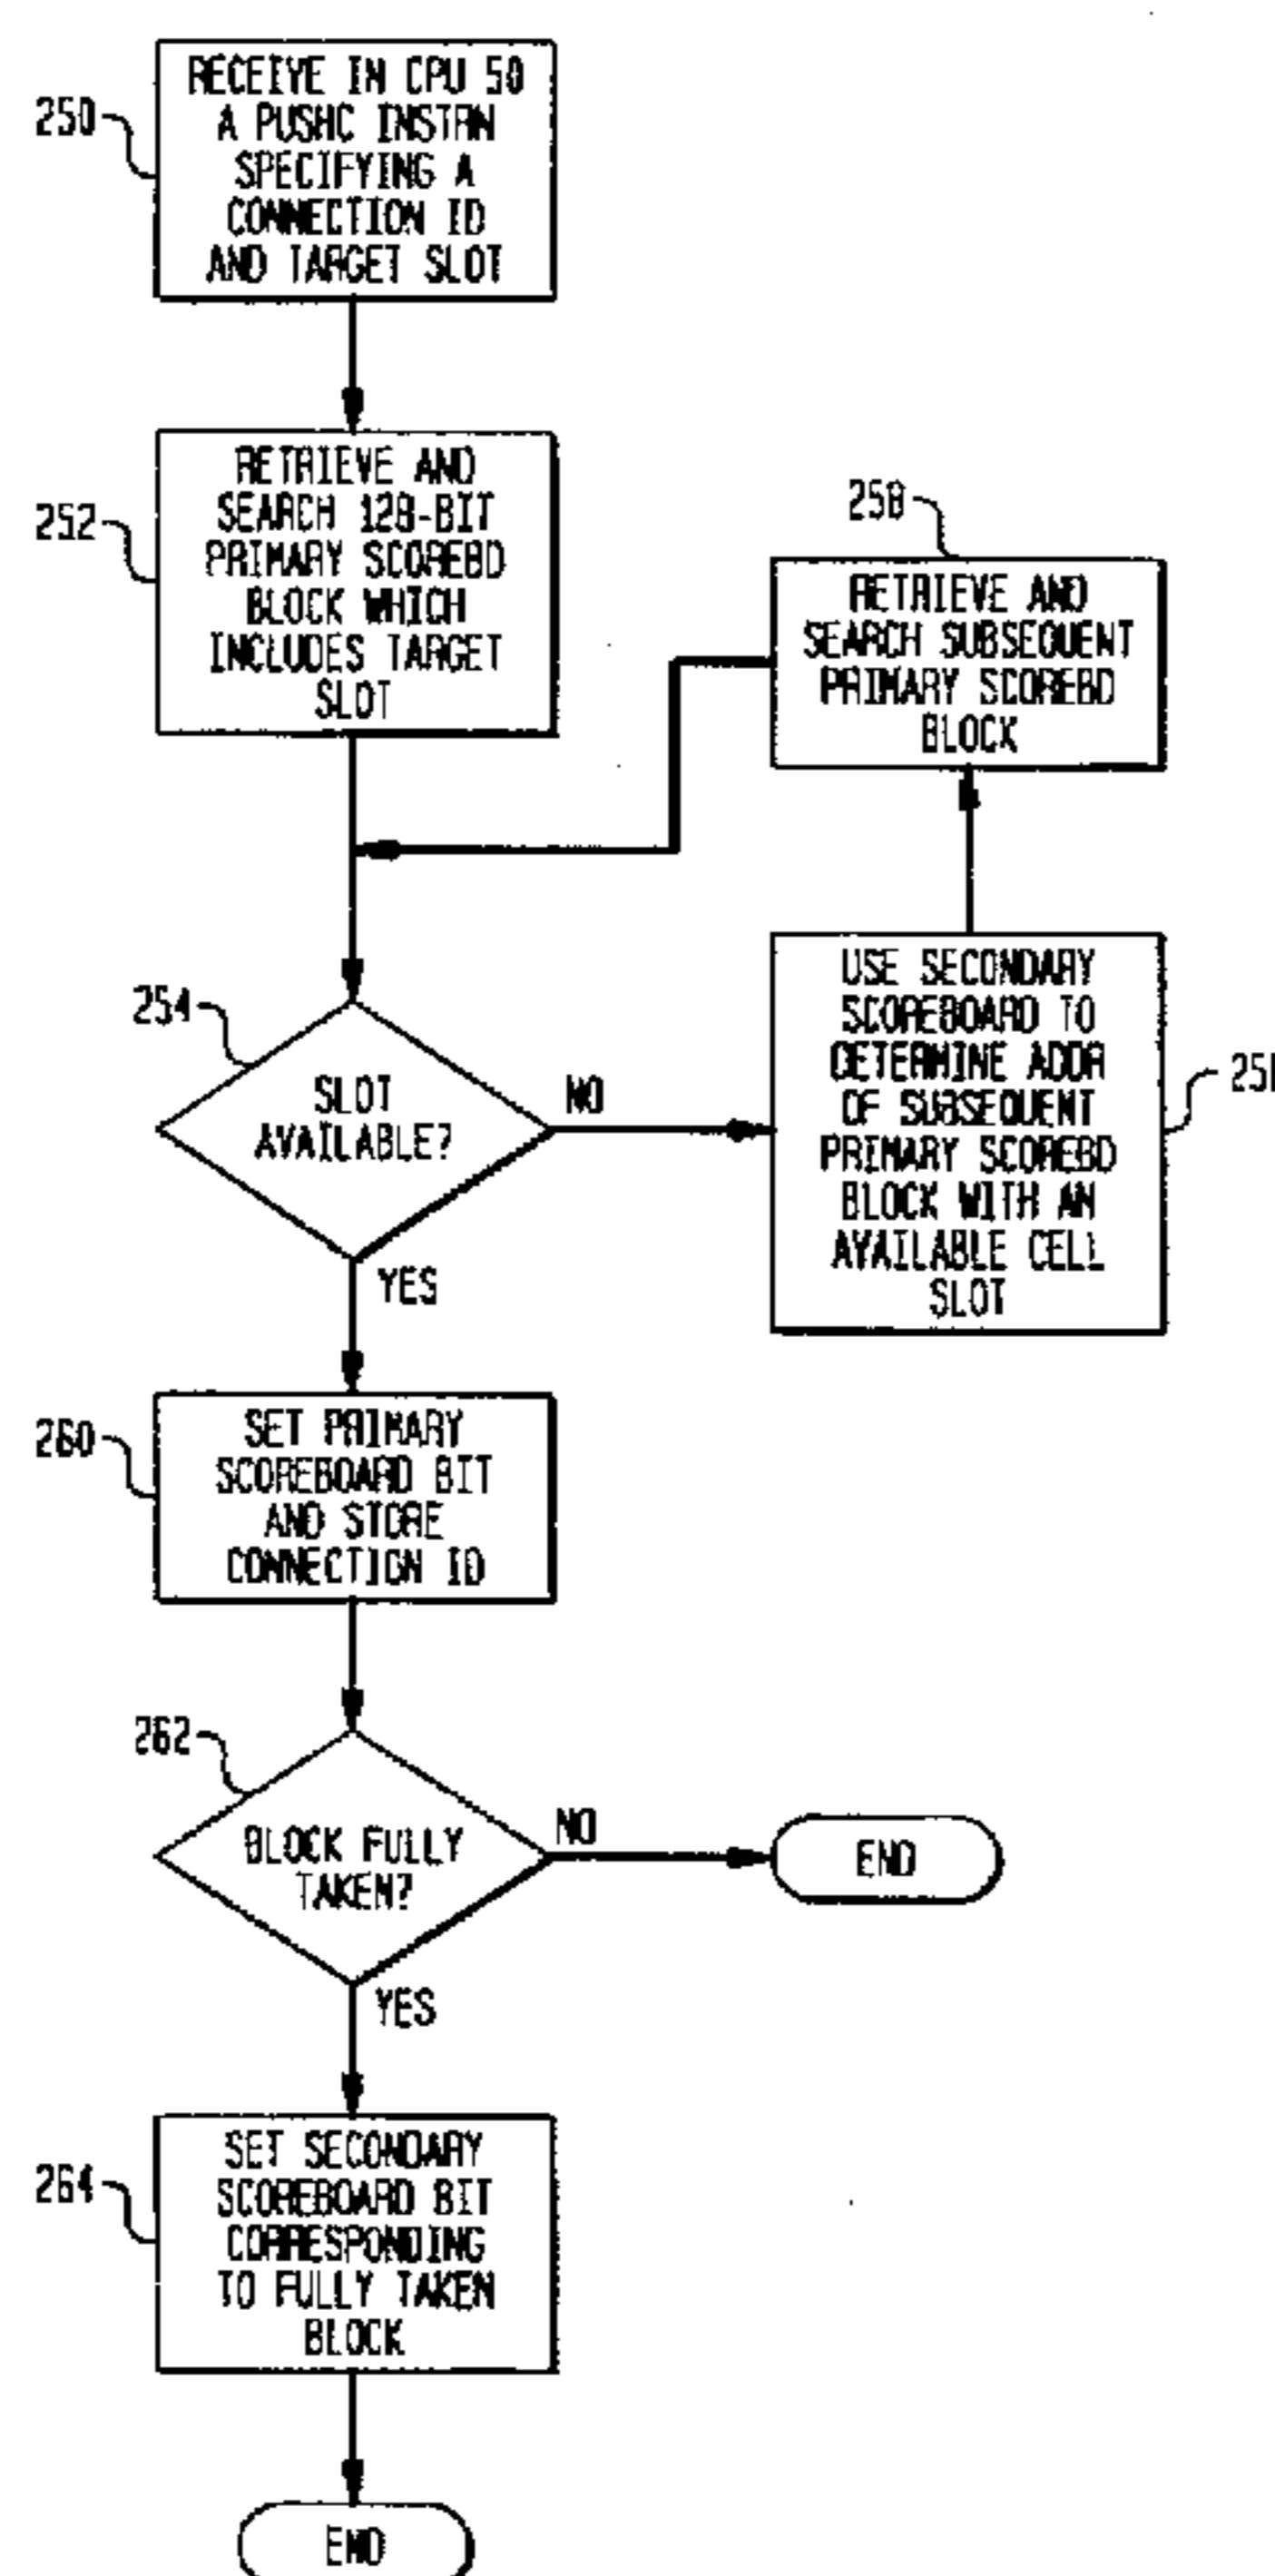 250
RECEIVE IN CPU 50
A PUSHC INSTRN
SPECIFYING A
CONNECTION ID
AND TARGET SLOT
252
RETRIEVE AND
SEARCH 128-BIT
PRIMARY SCOREBD
BLOCK WHICH
INCLUDES TARGET
SLOT
258
RETRIEVE AND
SEARCH SUBSEQUENT
PRIMARY SCOREBD
BLOCK
254
SLOT
AVAILABLE?
NO
YES
USE SECONDARY
SCOREBOARD TO
DETERMINE ADDR
OF SUBSEQUENT
PRIMARY SCOREBD
BLOCK WITH AN
AVAILABLE CELL
SLOT
260
SET PRIMARY
SCOREBOARD BIT
AND STORE
CONNECTION ID
262
BLOCK FULLY
TAKEN?
NO
END
YES
264
SET SECONDARY
SCOREBOARD BIT
CORRESPONDING
TO FULLY TAKEN
BLOCK
END